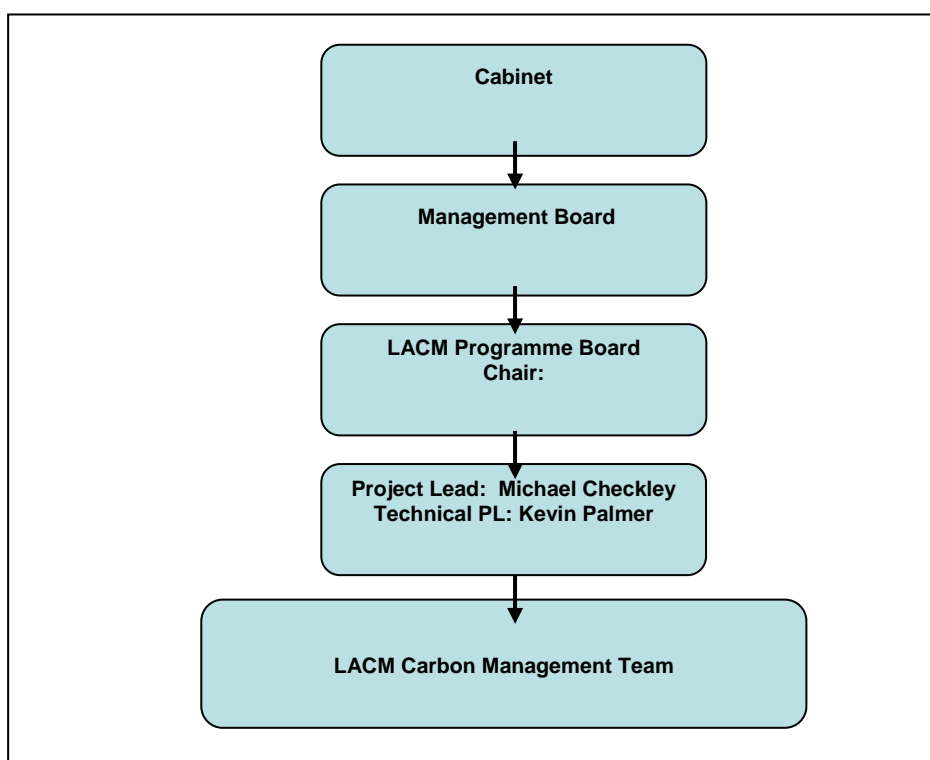 Cabinet
Management Board
LACM Programme Board
Chair:
Project Lead:  Michael Checkley
Technical PL: Kevin Palmer
LACM Carbon Management Team